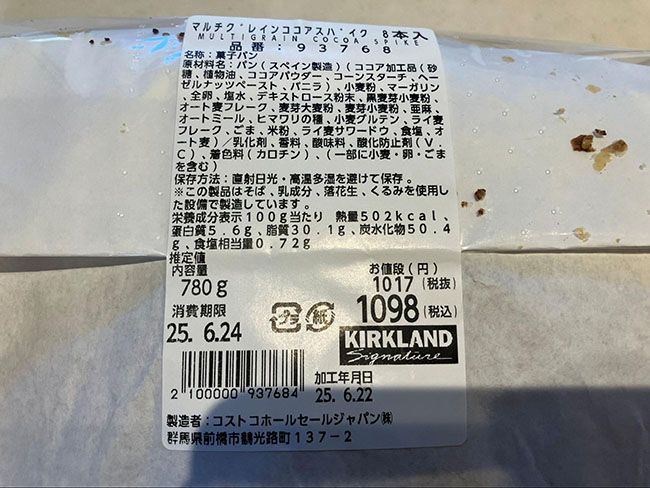 マルチグレインココアスパイク 8本入
MULTIGRAIN COCOA SPIKE
品番:93768
名称:菓子パン
原材料名:パン(スペイン製造)(ココア加工品(砂
糖、植物油、ココアパウダー、コーンスターチ、ヘー
ゼルナッツペースト、バニラ)、小麦粉、マーガリン
、全卵、塩水、デキストロース粉末、黒麦芽小麦粉、
オート麦フレーク、麦芽大麦粉、麦芽小麦粉、亜麻、
オートミール、ヒマワリの種、小麦グルテン、ライ麦
フレーク、ごま、米粉、ライ麦サワードウ、食塩、オ
ート麦)/乳化剤、香料、酸味料、酸化防止剤(V.
C)、着色料(カロチン)、(一部に小麦・卵・ごま
を含む)
保存方法:直射日光・高温多湿を避けて保存。
※この製品はそば、乳成分、落花生、くるみを使用し
た設備で製造しています。
栄養成分表示100g当たり 熱量502kcal、
蛋白質5.6g、脂質30.1g、炭水化物50.4
g、食塩相当量0.72g
推定値
内容量 お値段(円)
780g 1017(税抜)
消費期限 1098(税込)
25.6.24 プラ 紙
KIRKLAND
Signature
2 100000 937684
加工年月日
25.6.22
製造者:コストコホールセールジャパン㈱
群馬県前橋市鶴光路町137-2